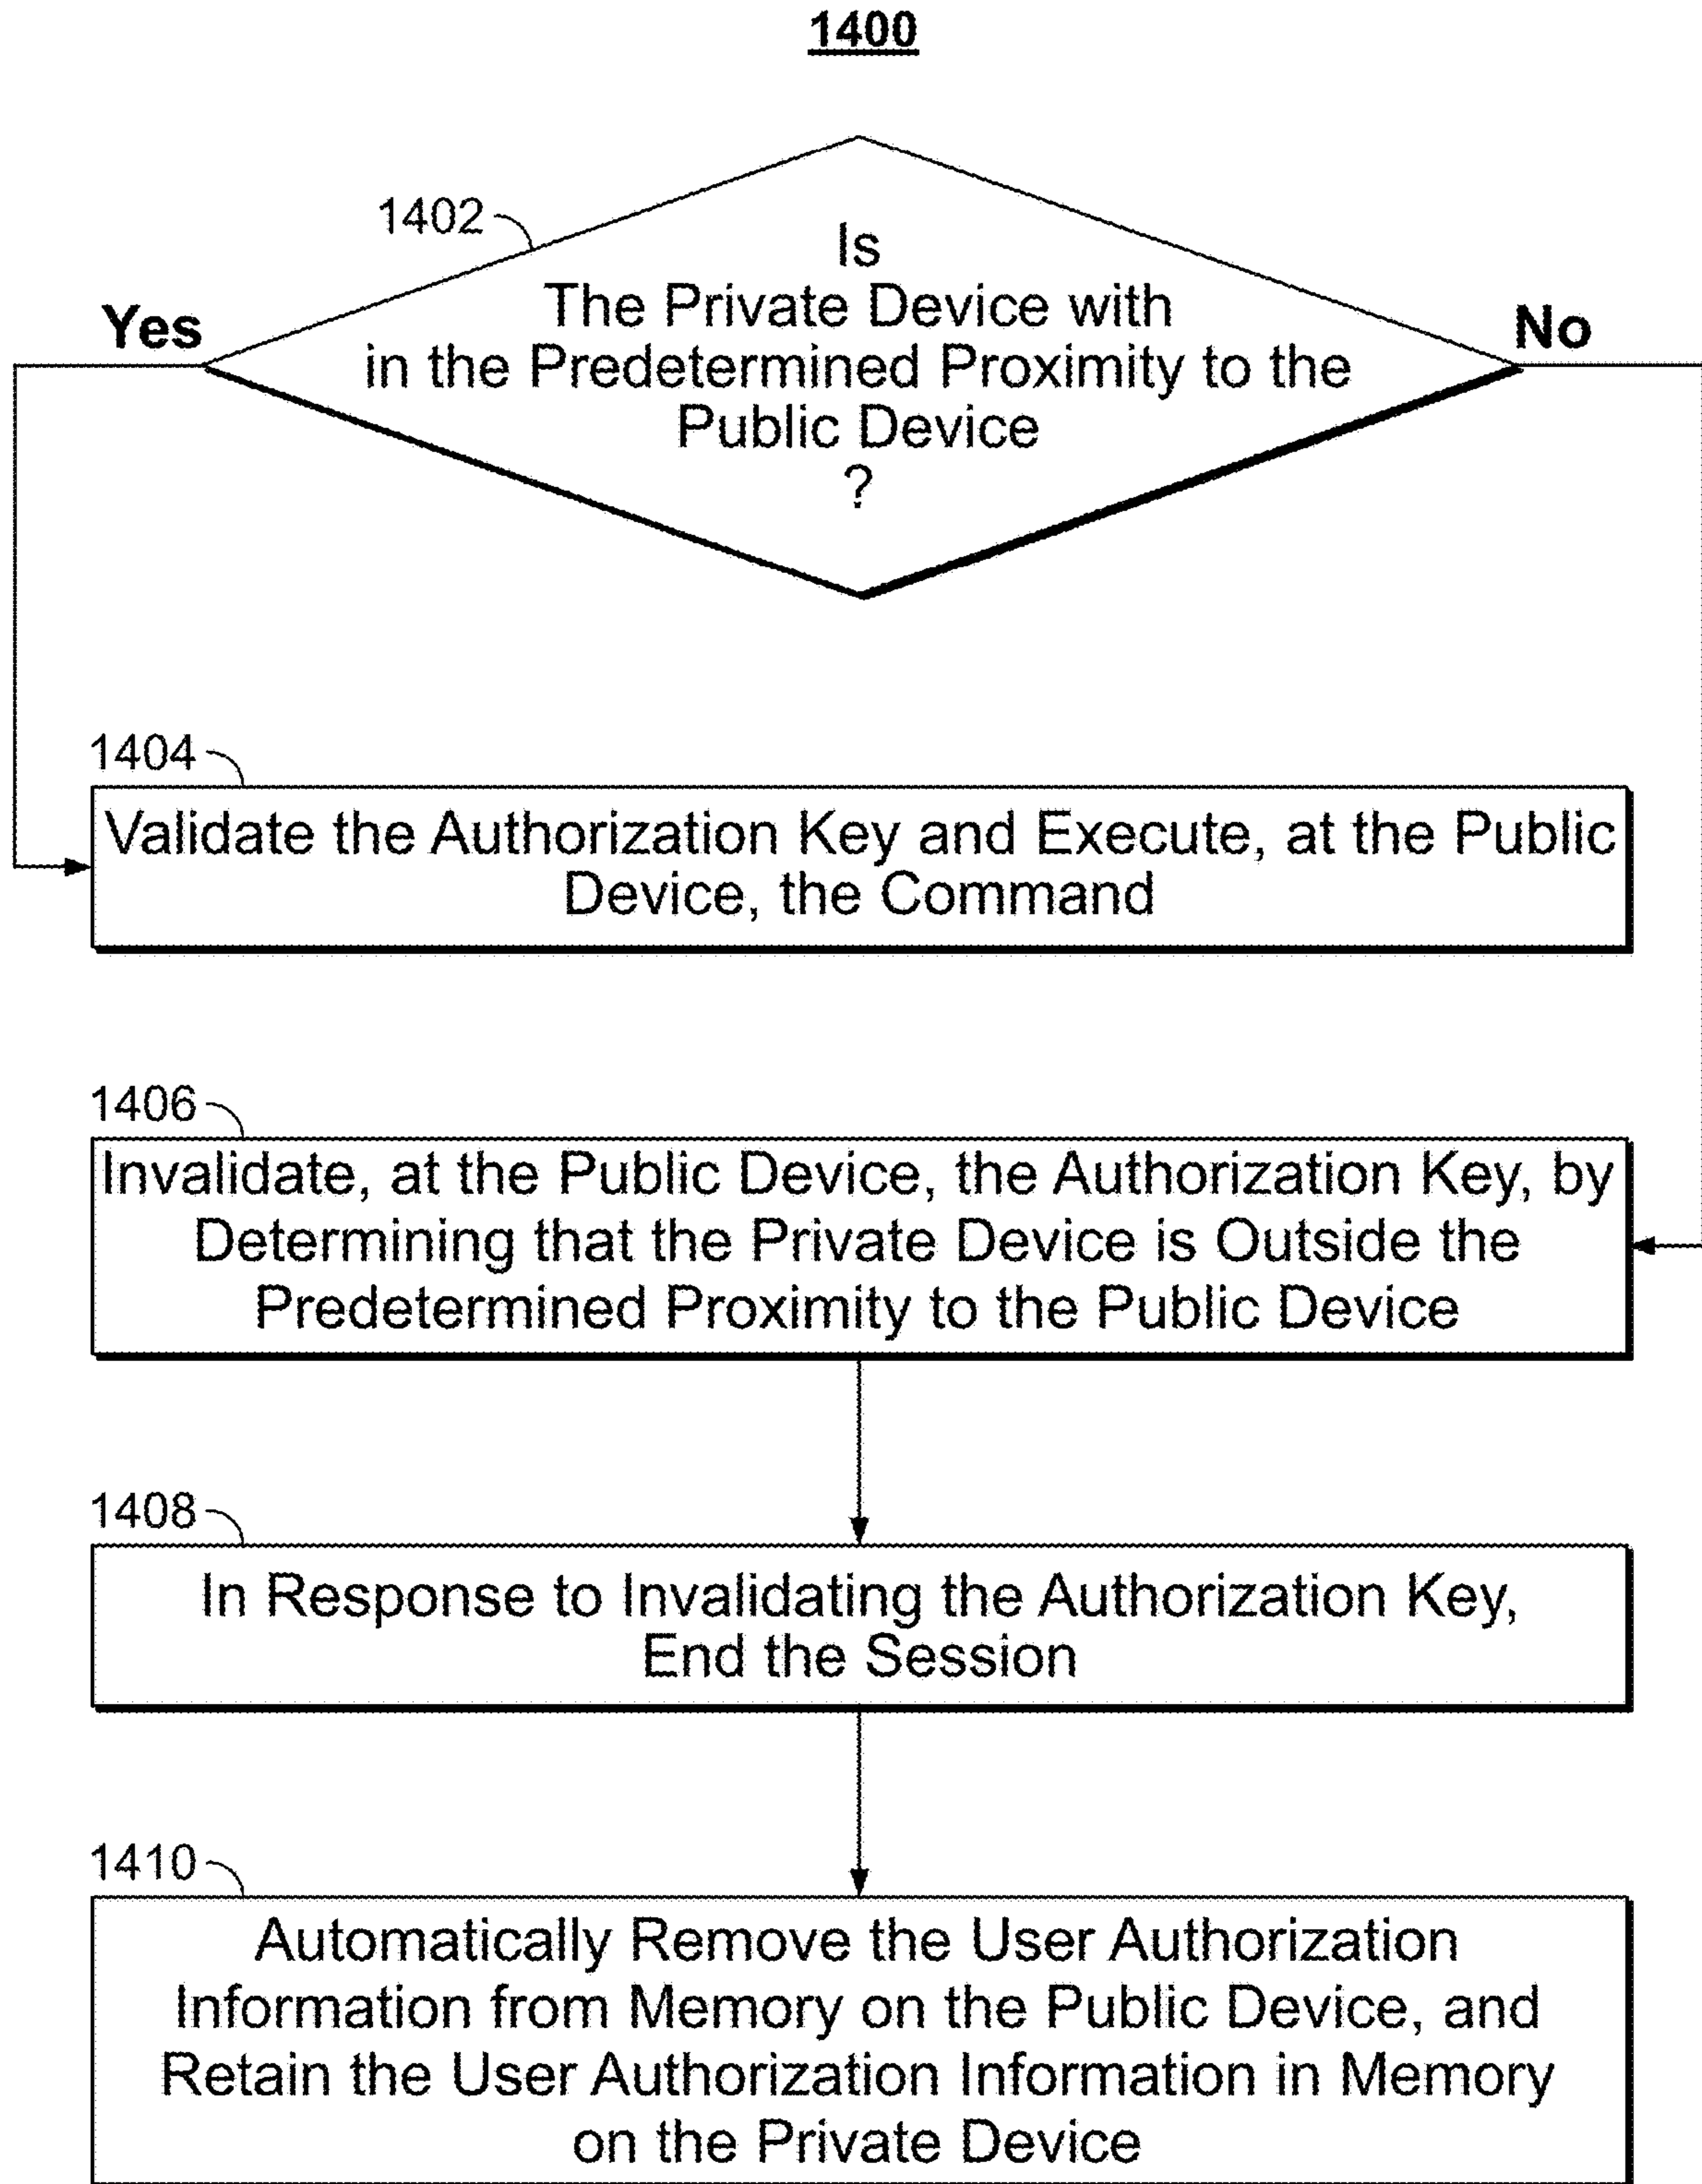 1400
1402
Is
The Private Device with
in the Predetermined Proximity to the
Public Device
?
Yes
No
1404
Validate the Authorization Key and Execute, at the Public
Device, the Command
1406
Invalidate, at the Public Device, the Authorization Key, by
Determining that the Private Device is Outside the
Predetermined Proximity to the Public Device
1408
In Response to Invalidating the Authorization Key,
End the Session
1410
Automatically Remove the User Authorization
Information from Memory on the Public Device, and
Retain the User Authorization Information in Memory
on the Private Device